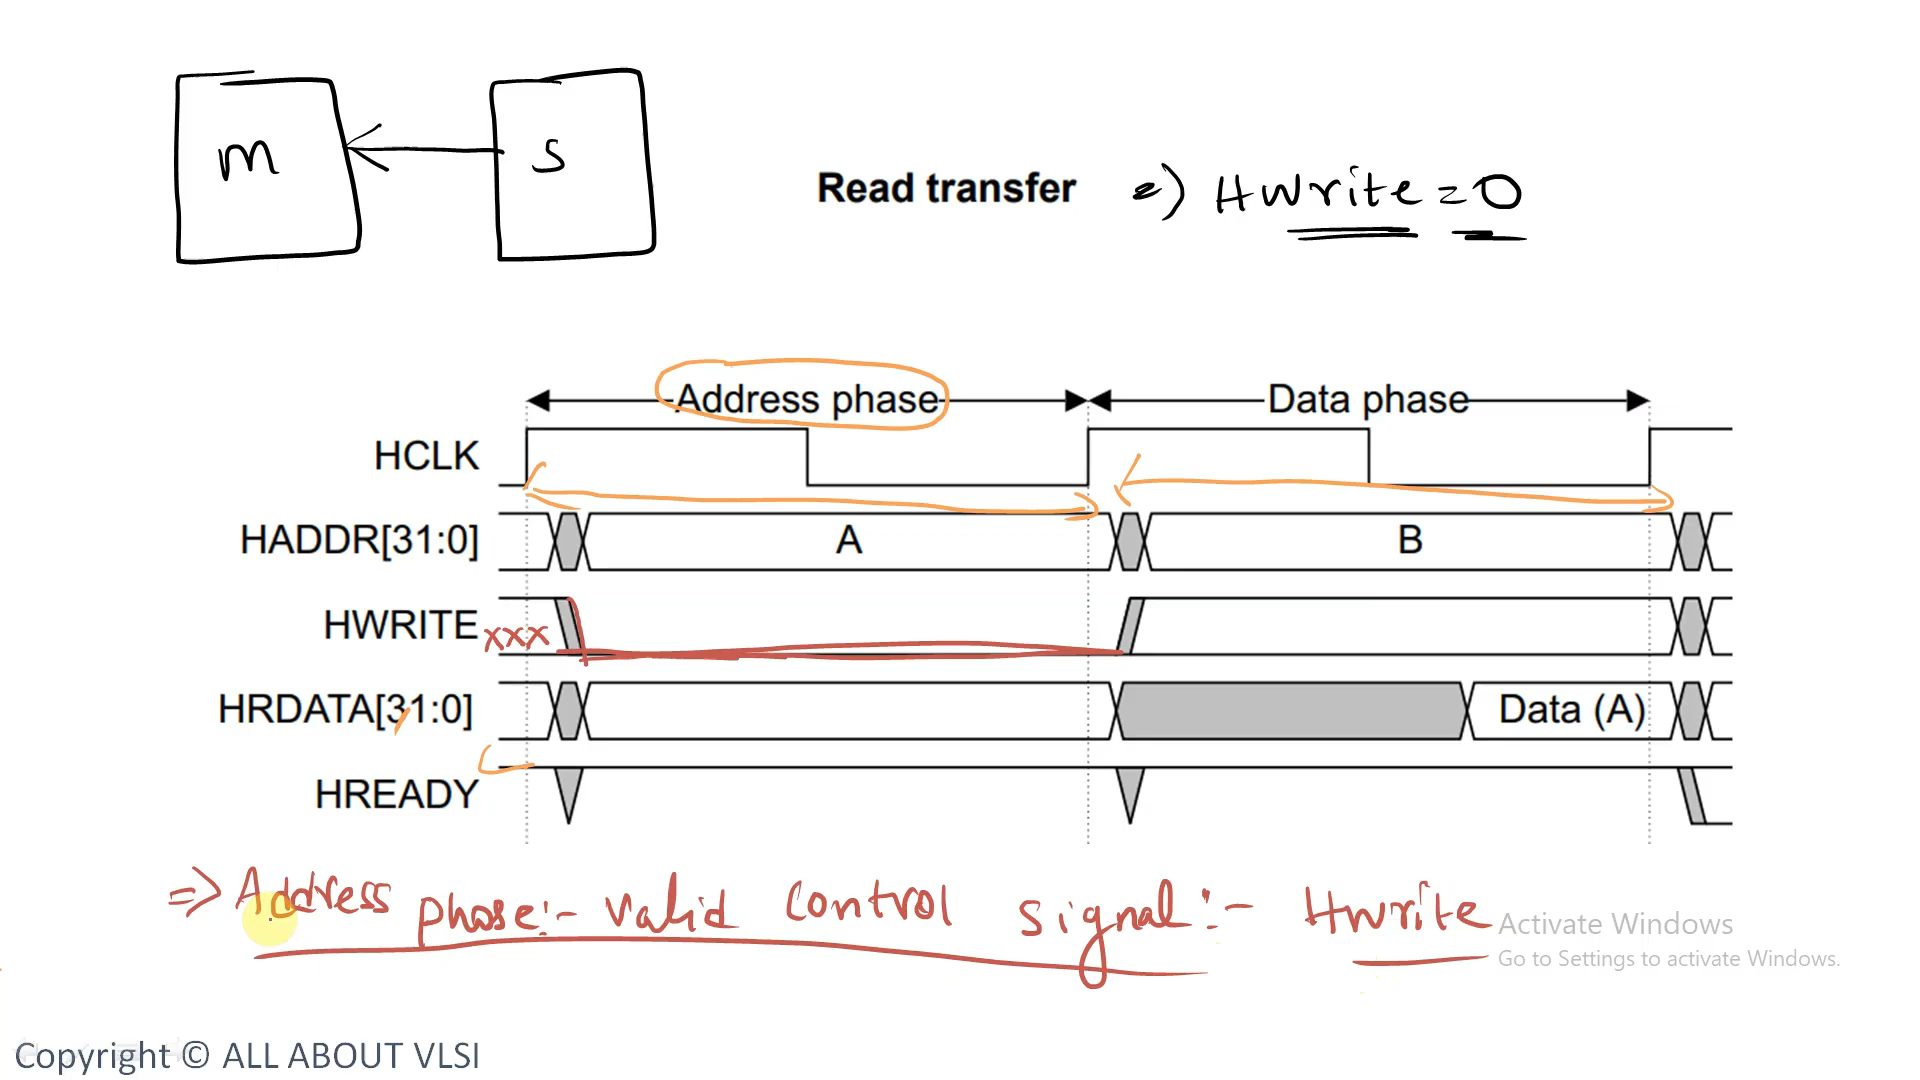 m
s
Read transfer
⇒) Hwrite = 0
Address phase
Data phase
HCLK
HADDR[31:0]
A
B
HWRITE
xxx
HRDATA[31:0]
Data (A)
HREADY
=> Address phase:- Valid control signal:- Hwrite
Activate Windows
Go to Settings to activate Windows.
Copyright © ALL ABOUT VLSI